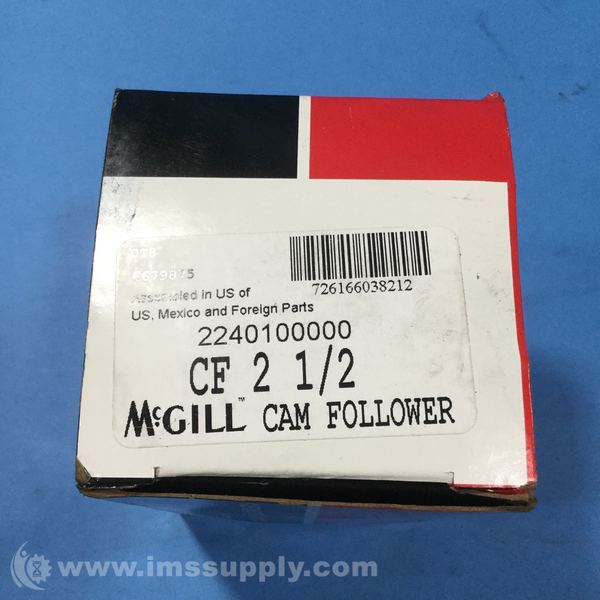 726166038212
Assembled in US of
US, Mexico and Foreign Parts
2240100000
CF 2 1/2
McGILL™ CAM FOLLOWER
www.imssupply.com